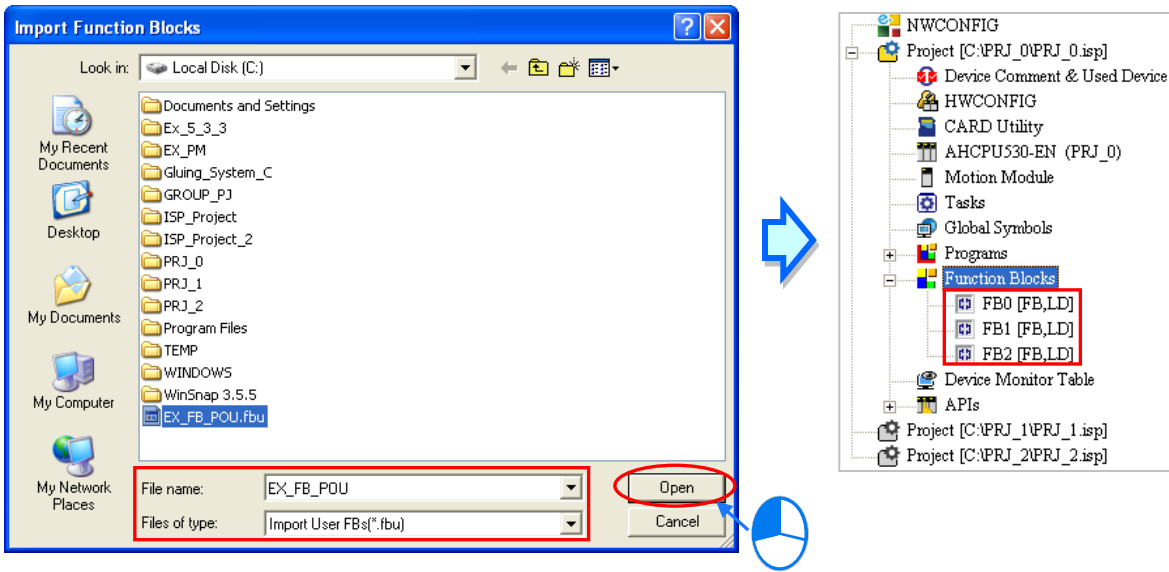 Import Function Blocks
Look in:
Local Disk (C:)
My Recent
Documents
Desktop
My Documents
My Computer
My Network
Places
Documents and Settings
Ex_5_3_3
EX_PM
Gluing_System_C
GROUP_PJ
ISP_Project
ISP_Project_2
PRJ_0
PRJ_1
PRJ_2
Program Files
TEMP
WINDOWS
WinSnap 3.5.5
EX_FB_POU.fbu
File name:
EX_FB_POU
Open
Files of type:
Import User FBs(*.fbu)
Cancel
NWCONFIG
Project [C:\PRJ_0\PRJ_0.isp]
Device Comment & Used Device
HWCONFIG
CARD Utility
AHCPU530-EN (PRJ_0)
Motion Module
Tasks
Global Symbols
Programs
Function Blocks
FB0 [FB,LD]
FB1 [FB,LD]
FB2 [FB,LD]
Device Monitor Table
APIs
Project [C:\PRJ_1\PRJ_1.isp]
Project [C:\PRJ_2\PRJ_2.isp]